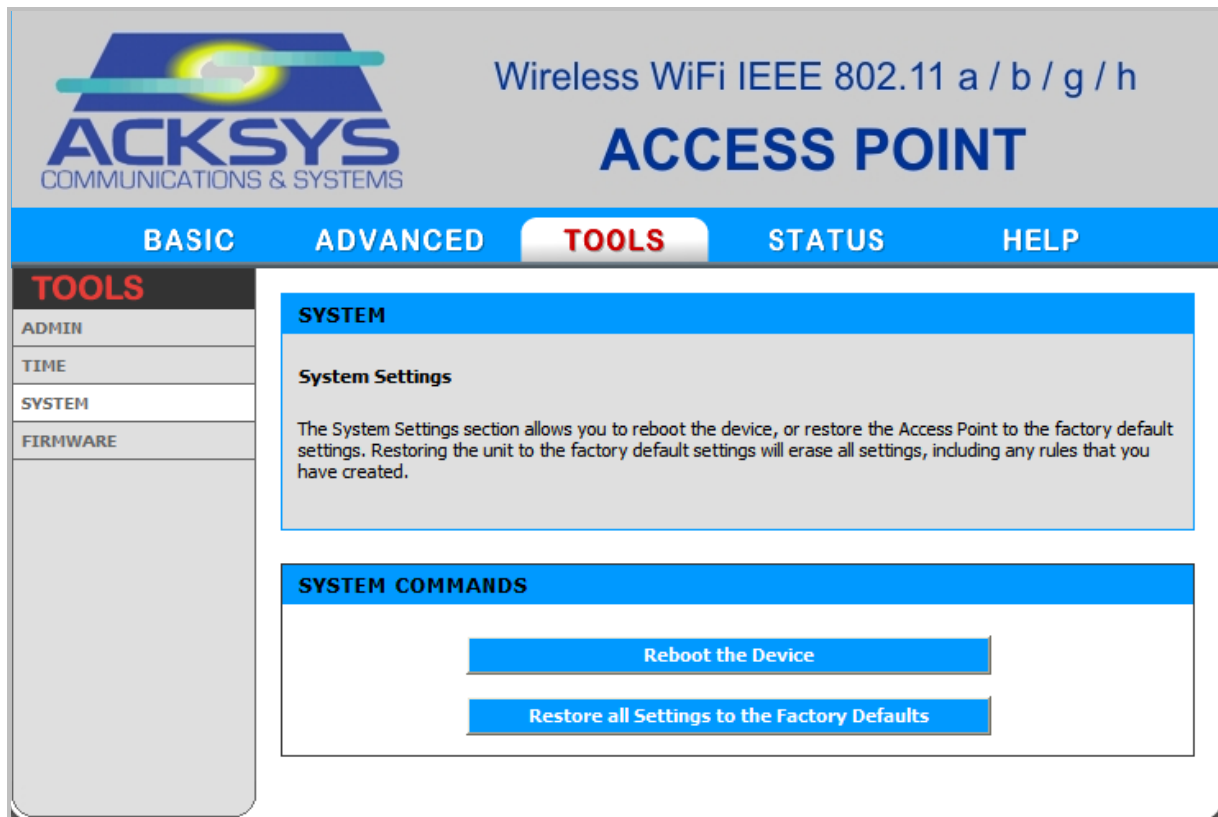 ACKSYS
COMMUNICATIONS & SYSTEMS
Wireless WiFi IEEE 802.11 a / b / g / h
ACCESS POINT
BASIC ADVANCED TOOLS STATUS HELP
TOOLS
ADMIN
TIME
SYSTEM
FIRMWARE
SYSTEM
System Settings
The System Settings section allows you to reboot the device, or restore the Access Point to the factory default
settings. Restoring the unit to the factory default settings will erase all settings, including any rules that you
have created.
SYSTEM COMMANDS
Reboot the Device
Restore all Settings to the Factory Defaults